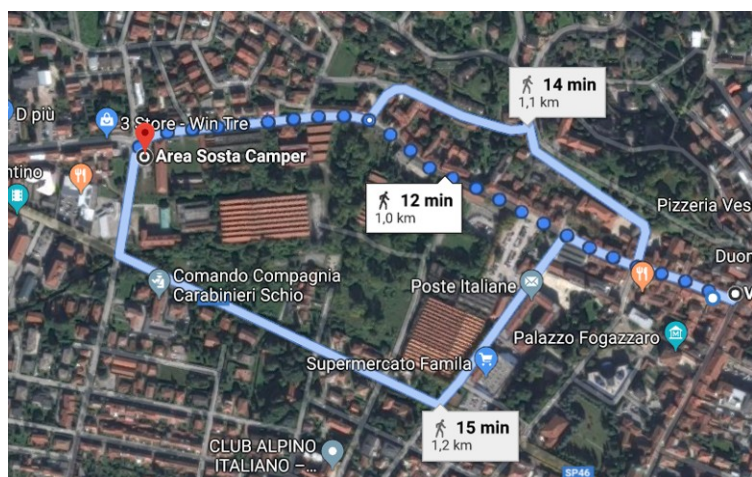 14 min
1,1 km
D più
3 Store - Win Tre
Area Sosta Camper
ntino
12 min
1,0 km
Pizzeria Ves
Duon
V
Comando Compagnia
Carabinieri Schio
Poste Italiane
Palazzo Fogazzaro
Supermercato Famila
15 min
1,2 km
CLUB ALPINO
ITALIANO –...
SP46